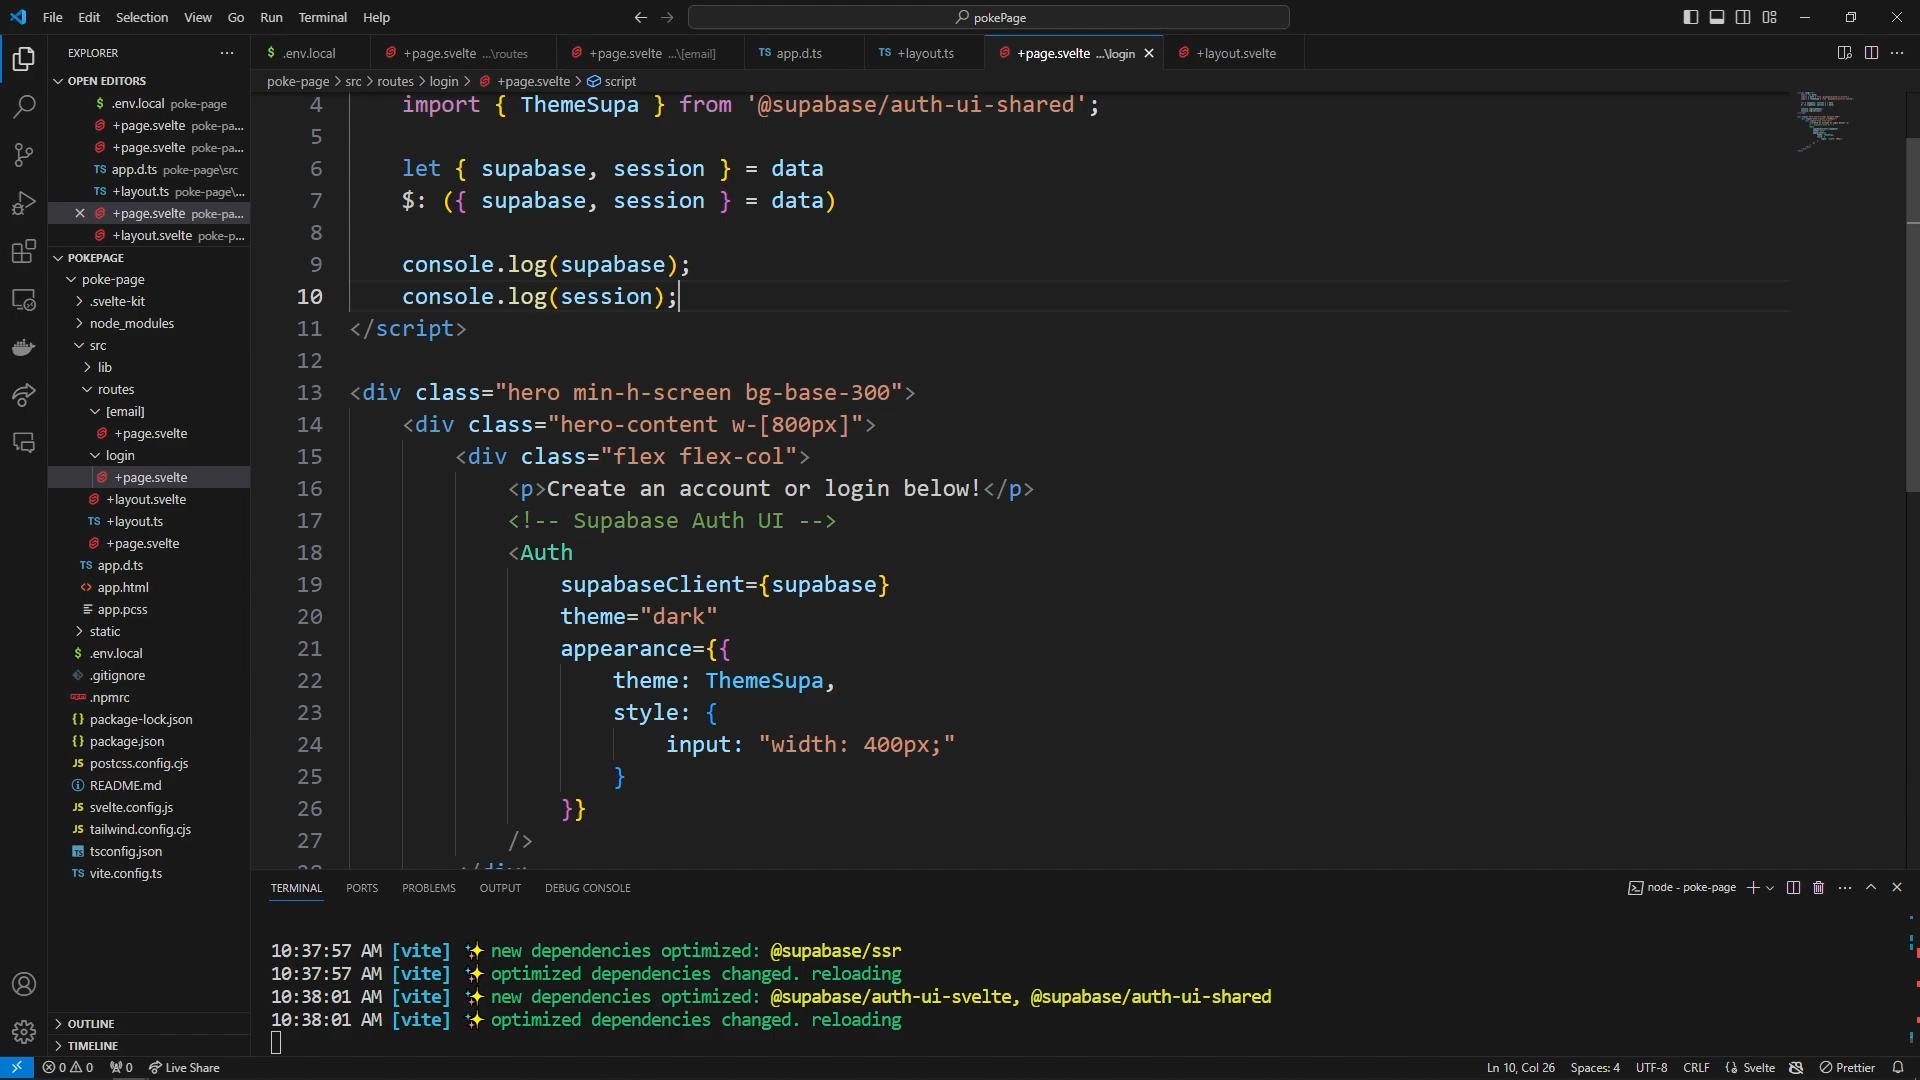 File Edit Selection View Go Run Terminal Help
pokePage
EXPLORER
.env.local
+page.svelte ...\routes
+page.svelte ...\[email]
TS app.d.ts
TS +layout.ts
+page.svelte ...\login
+layout.svelte
poke-page > src > routes > login > +page.svelte > script
OPEN EDITORS
$ .env.local poke-page
+page.svelte poke-pa...
+page.svelte poke-pa...
TS app.d.ts poke-page\src
TS +layout.ts poke-page\...
+page.svelte poke-pa...
+layout.svelte poke-p...
POKEPAGE
poke-page
.svelte-kit
node_modules
src
lib
routes
[email]
+page.svelte
login
+page.svelte
+layout.svelte
TS +layout.ts
+page.svelte
TS app.d.ts
app.html
app.pcss
static
$ .env.local
.gitignore
.npmrc
{} package-lock.json
{} package.json
JS postcss.config.cjs
README.md
JS svelte.config.js
JS tailwind.config.cjs
TS tsconfig.json
TS vite.config.ts
OUTLINE
TIMELINE
4 import { ThemeSupa } from '@supabase/auth-ui-shared';
5
6 let { supabase, session } = data
7 $: ({ supabase, session } = data)
8
9 console.log(supabase);
10 console.log(session);
11 </script>
12
13 <div class="hero min-h-screen bg-base-300">
14 <div class="hero-content w-[800px]">
15 <div class="flex flex-col">
16 <p>Create an account or login below!</p>
17 <!-- Supabase Auth UI -->
18 <Auth
19 supabaseClient={supabase}
20 theme="dark"
21 appearance={{
22 theme: ThemeSupa,
23 style: {
24 input: "width: 400px;"
25 }
26 }}
27 />
TERMINAL PORTS PROBLEMS OUTPUT DEBUG CONSOLE
node - poke-page
10:37:57 AM [vite] ✨ new dependencies optimized: @supabase/ssr
10:37:57 AM [vite] ✨ optimized dependencies changed. reloading
10:38:01 AM [vite] ✨ new dependencies optimized: @supabase/auth-ui-svelte, @supabase/auth-ui-shared
10:38:01 AM [vite] ✨ optimized dependencies changed. reloading
0 0 0 Live Share
Ln 10, Col 26 Spaces: 4 UTF-8 CRLF Svelte Prettier